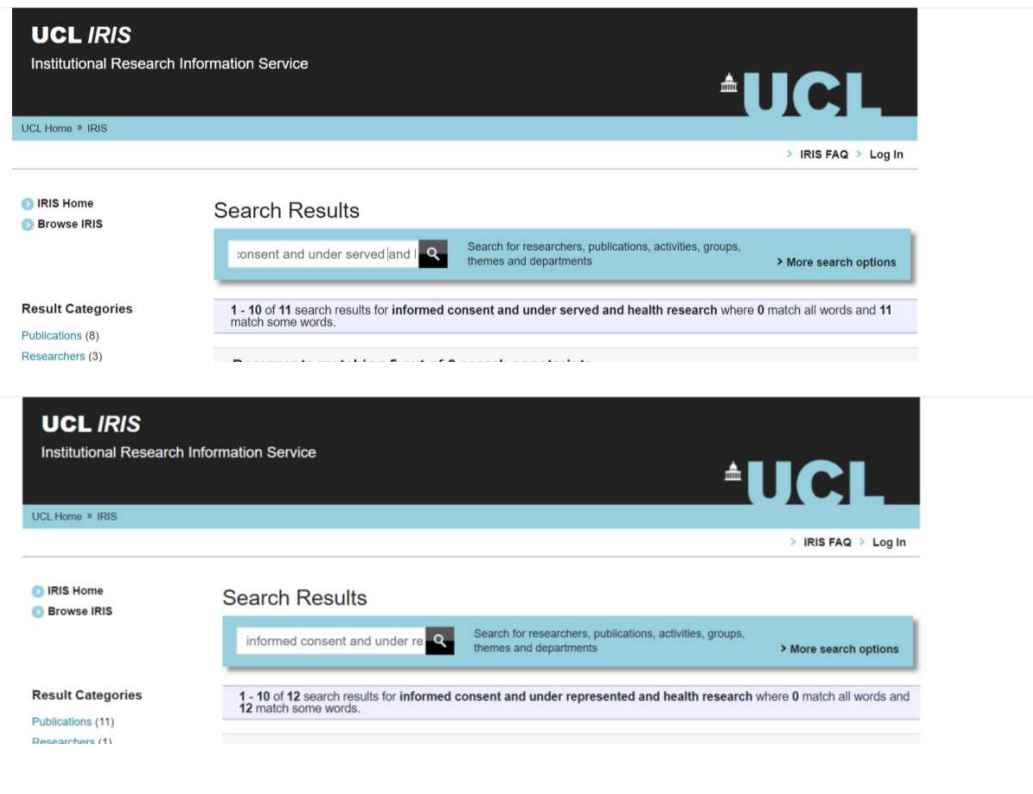 UCL IRIS
Institutional Research Information Service
UCL
UCL Home » IRIS
> IRIS FAQ > Log In
IRIS Home
Browse IRIS
Search Results
:onsent and under served and
Search for researchers, publications, activities, groups,
themes and departments
> More search options
Result Categories
Publications (8)
Researchers (3)
1 - 10 of 11 search results for informed consent and under served and health research where 0 match all words and 11
match some words.
UCL IRIS
Institutional Research Information Service
UCL
UCL Home » IRIS
> IRIS FAQ > Log In
IRIS Home
Browse IRIS
Search Results
informed consent and under re
Search for researchers, publications, activities, groups,
themes and departments
> More search options
Result Categories
Publications (11)
Researchers (1)
1 - 10 of 12 search results for informed consent and under represented and health research where 0 match all words and
12 match some words.